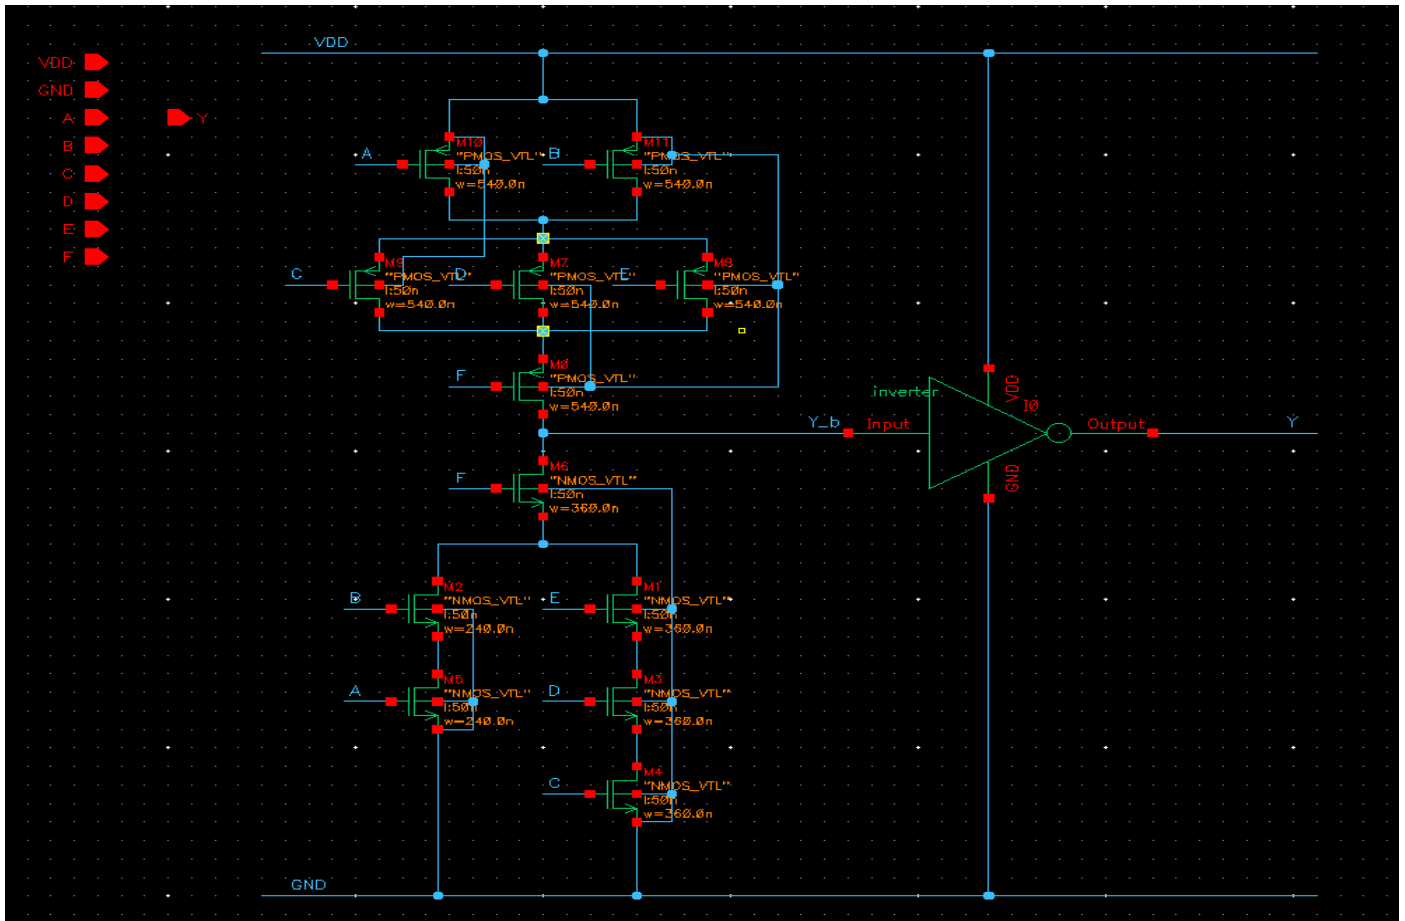 VDD
VDD
GND
A
Y
B
C
D
E
F
A
M10
"PMOS_VTL"
l:50n
w=540.0n
B
M11
"PMOS_VTL"
l:50n
w=540.0n
C
M9
"PMOS_VTL"
l:50n
w=540.0n
D
M7
"PMOS_VTL"
l:50n
w=540.0n
E
M8
"PMOS_VTL"
l:50n
w=540.0n
F
M0
"PMOS_VTL"
l:50n
w=540.0n
inverter
VDD
I0
Y_b
Input
Output
Y
GND
F
M6
"NMOS_VTL"
l:50n
w=360.0n
B
M2
"NMOS_VTL"
l:50n
w=240.0n
E
M1
"NMOS_VTL"
l:50n
w=360.0n
A
M5
"NMOS_VTL"
l:50n
w=240.0n
D
M3
"NMOS_VTL"
l:50n
w=360.0n
C
M4
"NMOS_VTL"
l:50n
w=360.0n
GND